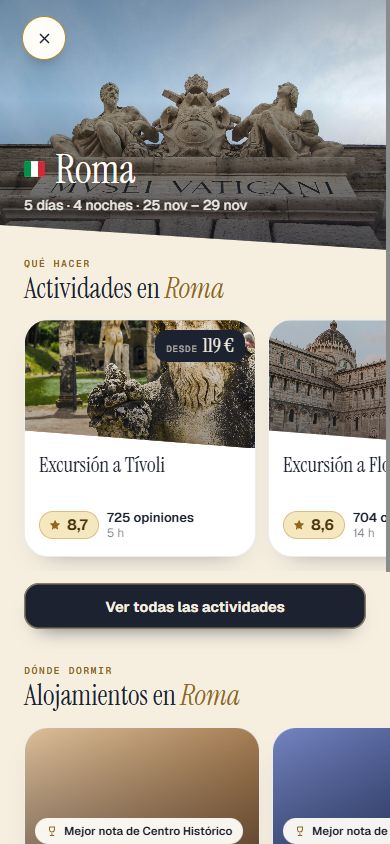 Roma
MVSEI VATICANI
5 días · 4 noches · 25 nov – 29 nov
QUÉ HACER
Actividades en Roma
DESDE 119 €
Excursión a Tívoli
Excursión a Flo
8,7 725 opiniones
5 h
8,6 704 o
14 h
Ver todas las actividades
DÓNDE DORMIR
Alojamientos en Roma
Mejor nota de Centro Histórico
Mejor nota de